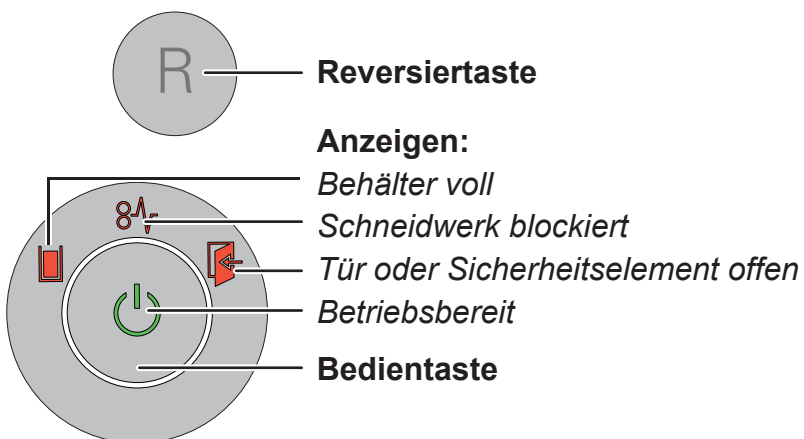 R
Reversiertaste
Anzeigen:
Behälter voll
Schneidwerk blockiert
Tür oder Sicherheitselement offen
Betriebsbereit
Bedientaste